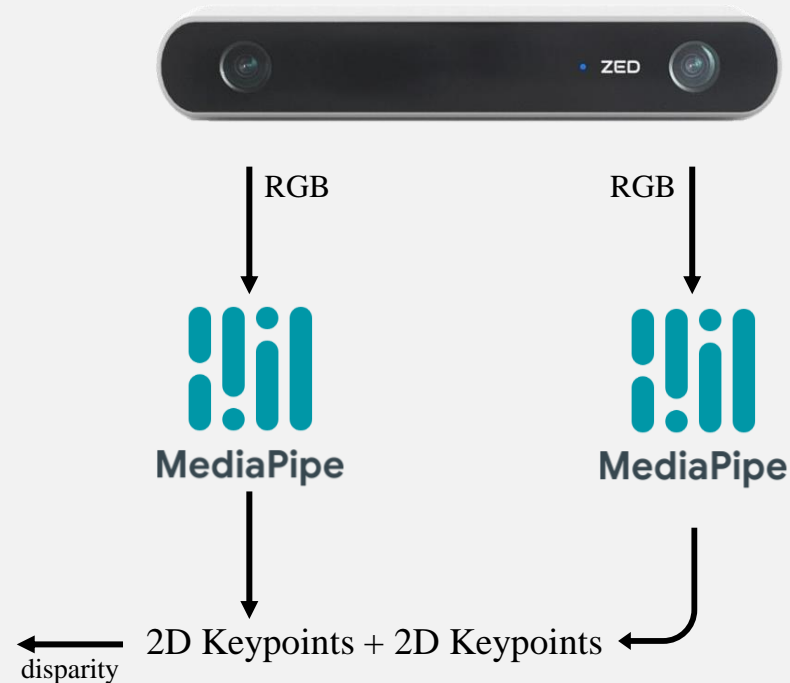 ZED
RGB RGB
MediaPipe MediaPipe
2D Keypoints + 2D Keypoints
disparity